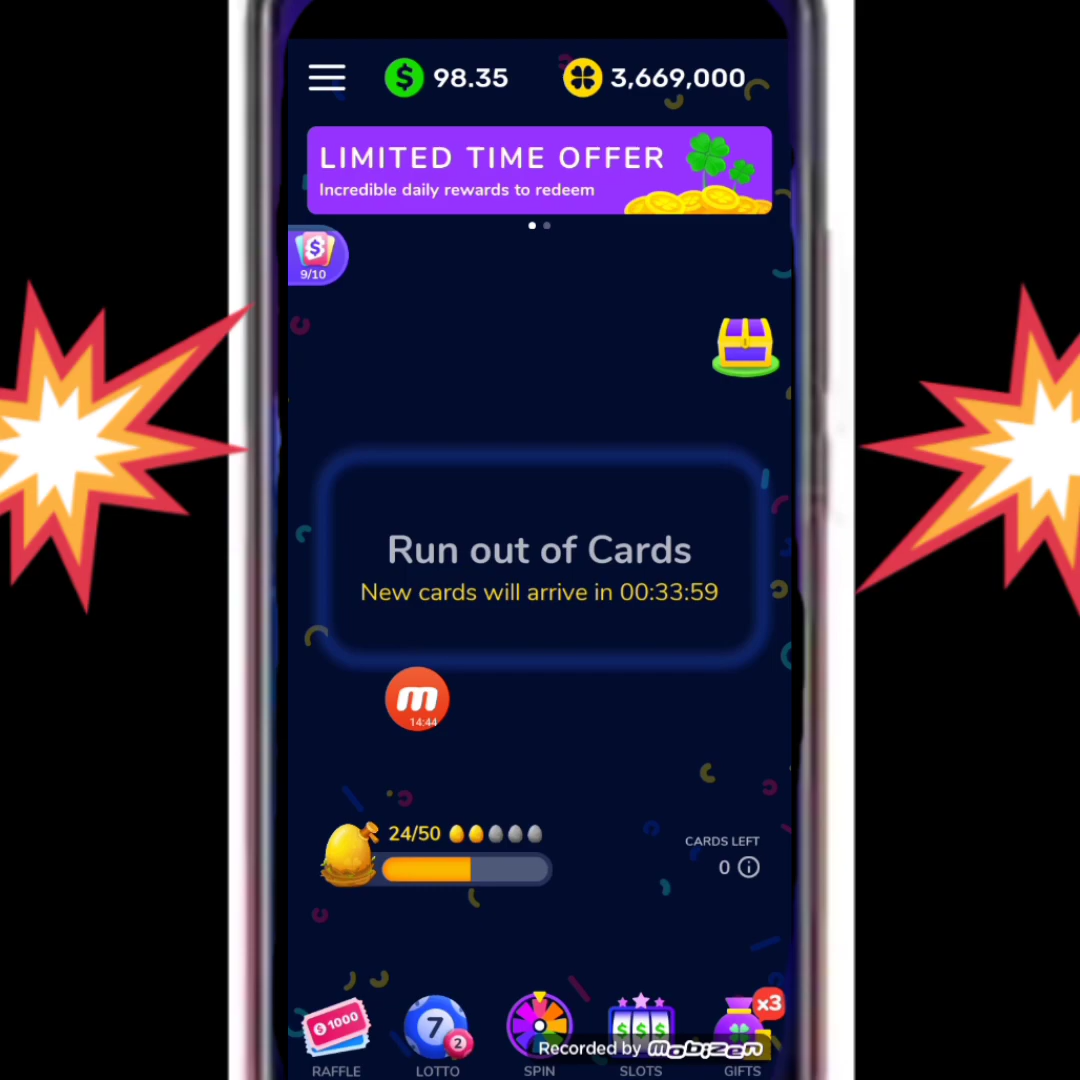 $ 98.35
3,669,000
LIMITED TIME OFFER
Incredible daily rewards to redeem
$
9/10
Run out of Cards
New cards will arrive in 00:33:59
m
14:44
24/50
CARDS LEFT
0 i
$ 1000
7
2
$ $ $
x3
Recorded by mobizen
RAFFLE
LOTTO
SPIN
SLOTS
GIFTS